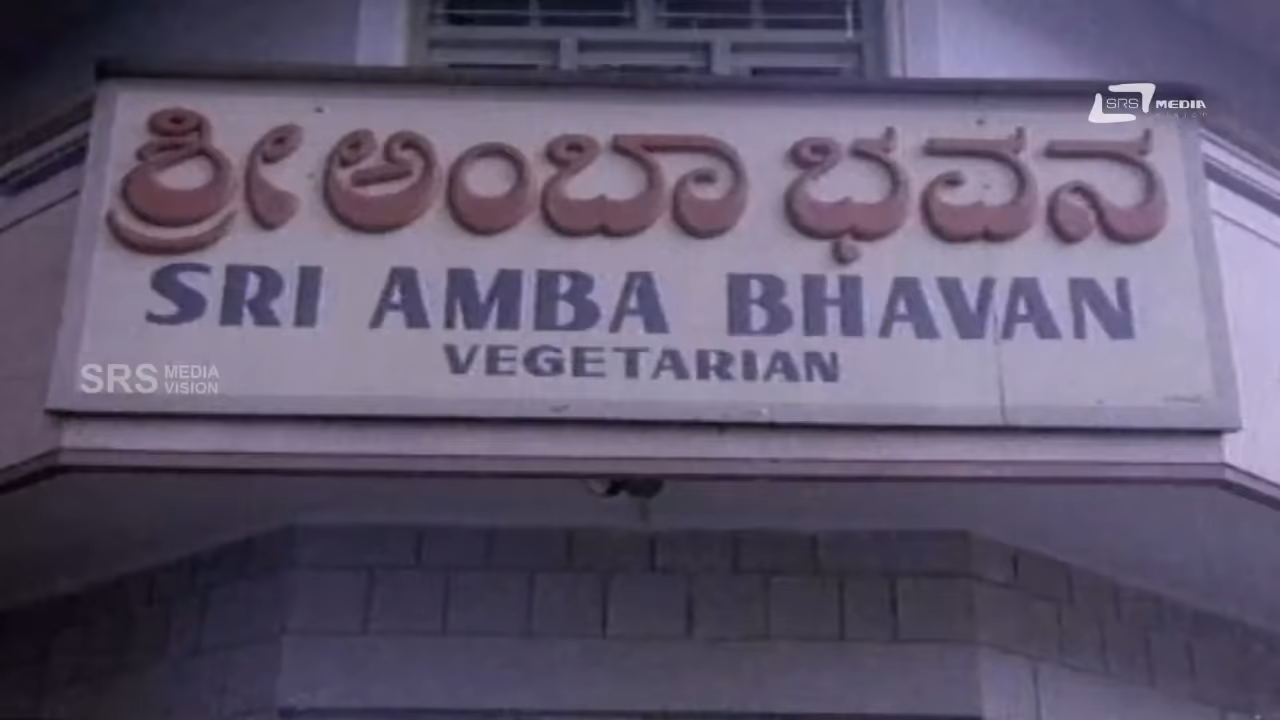 SRS MEDIA
ಶ್ರೀ ಅಂಬಾ ಭವನ
SRI AMBA BHAVAN
VEGETARIAN
SRS MEDIA
VISION